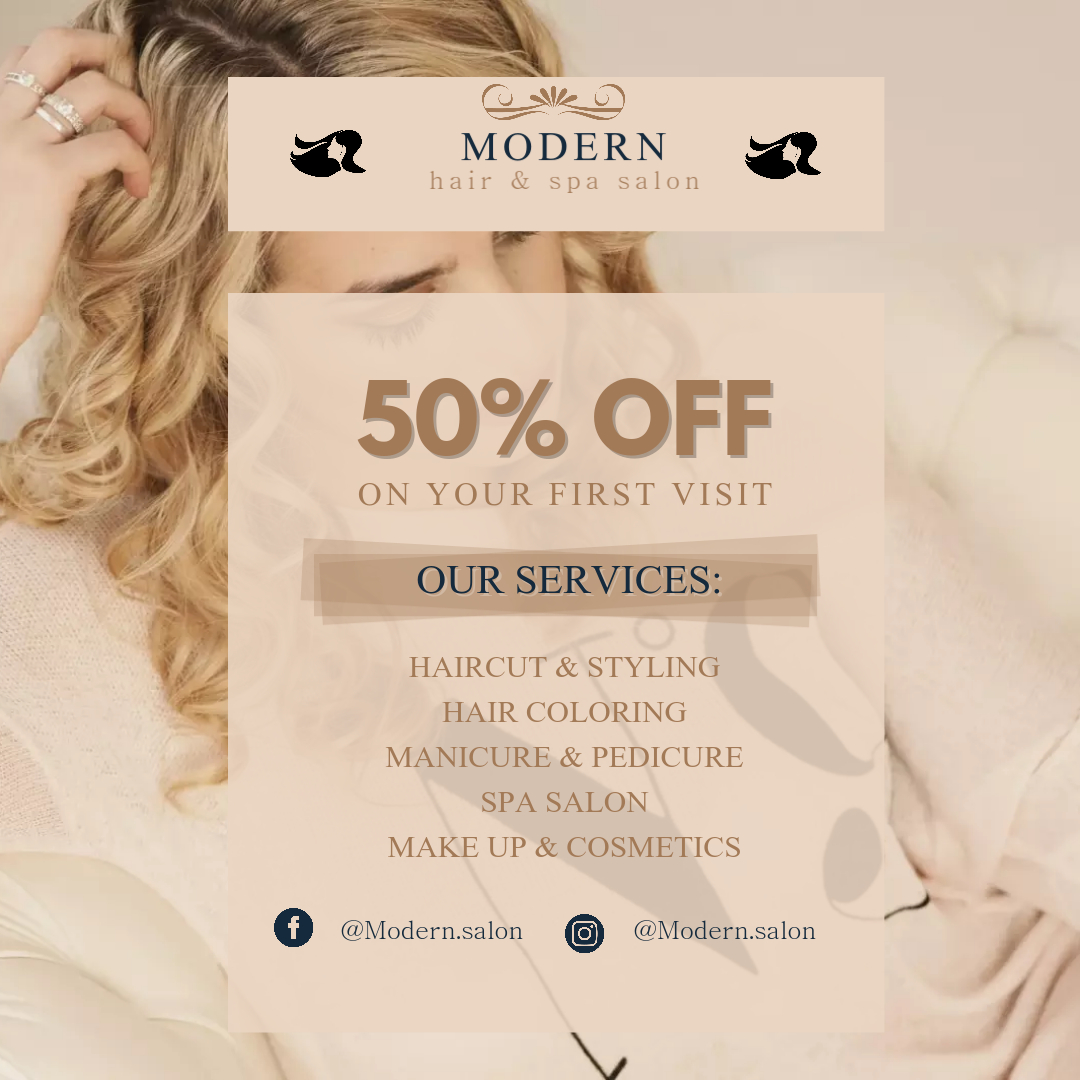 MODERN
hair & spa salon
50% OFF
ON YOUR FIRST VISIT
OUR SERVICES:
HAIRCUT & STYLING
HAIR COLORING
MANICURE & PEDICURE
SPA SALON
MAKE UP & COSMETICS
@Modern.salon @Modern.salon